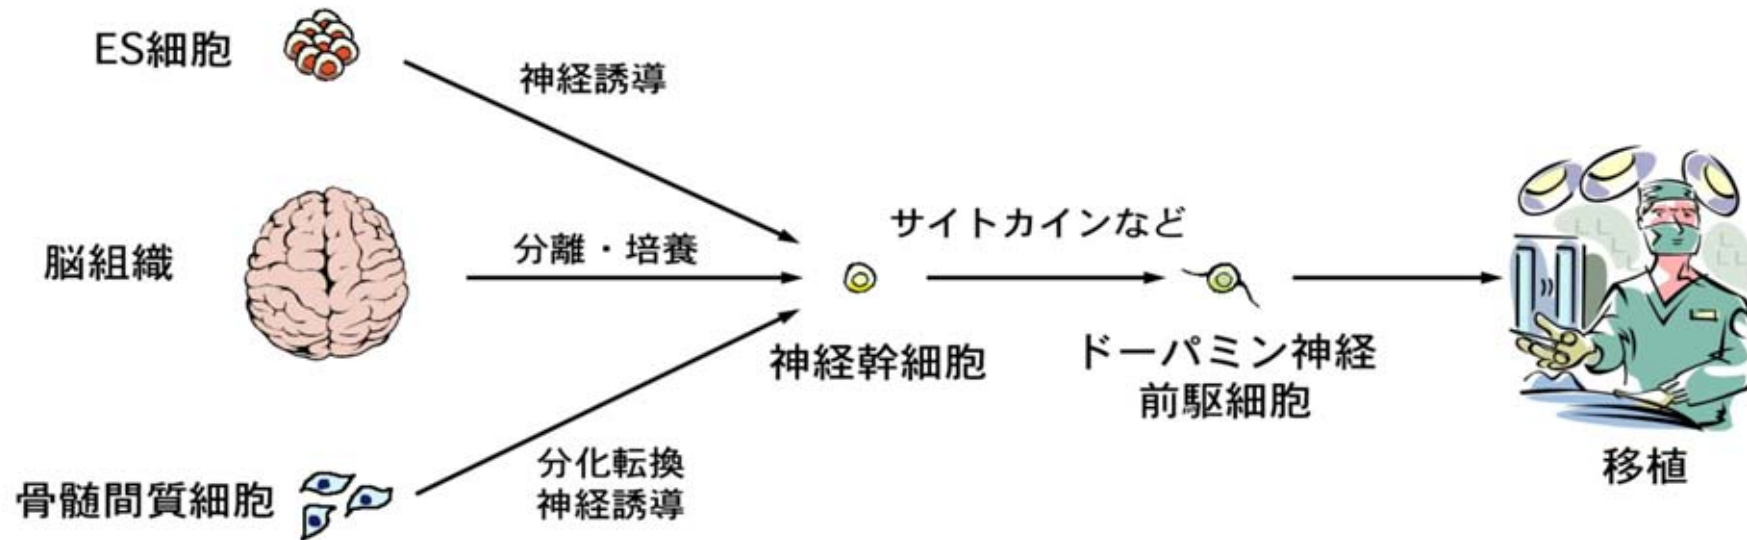 ES細胞
神経誘導
脳組織
分離・培養
サイトカインなど
神経幹細胞
ドーパミン神経
前駆細胞
移植
骨髄間質細胞
分化転換
神経誘導